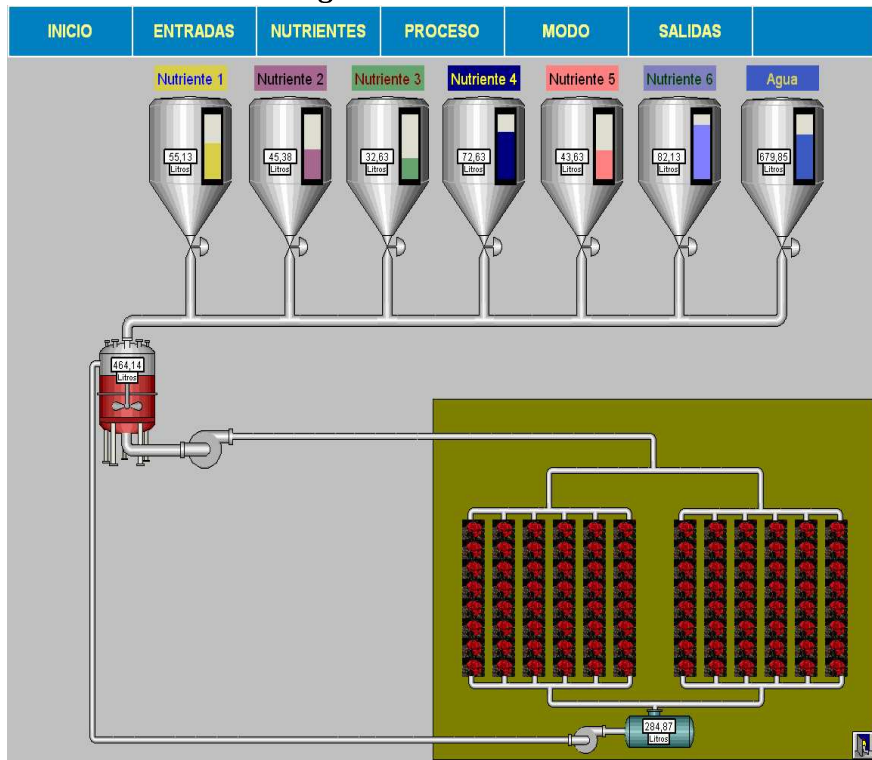 INICIO
ENTRADAS
NUTRIENTES
PROCESO
MODO
SALIDAS
Nutriente 1
Nutriente 2
Nutriente 3
Nutriente 4
Nutriente 5
Nutriente 6
Agua
55,13
Litros
45,38
Litros
32,63
Litros
72,63
Litros
43,63
Litros
82,13
Litros
679,85
Litros
464,14
Litros
284,87
Litros